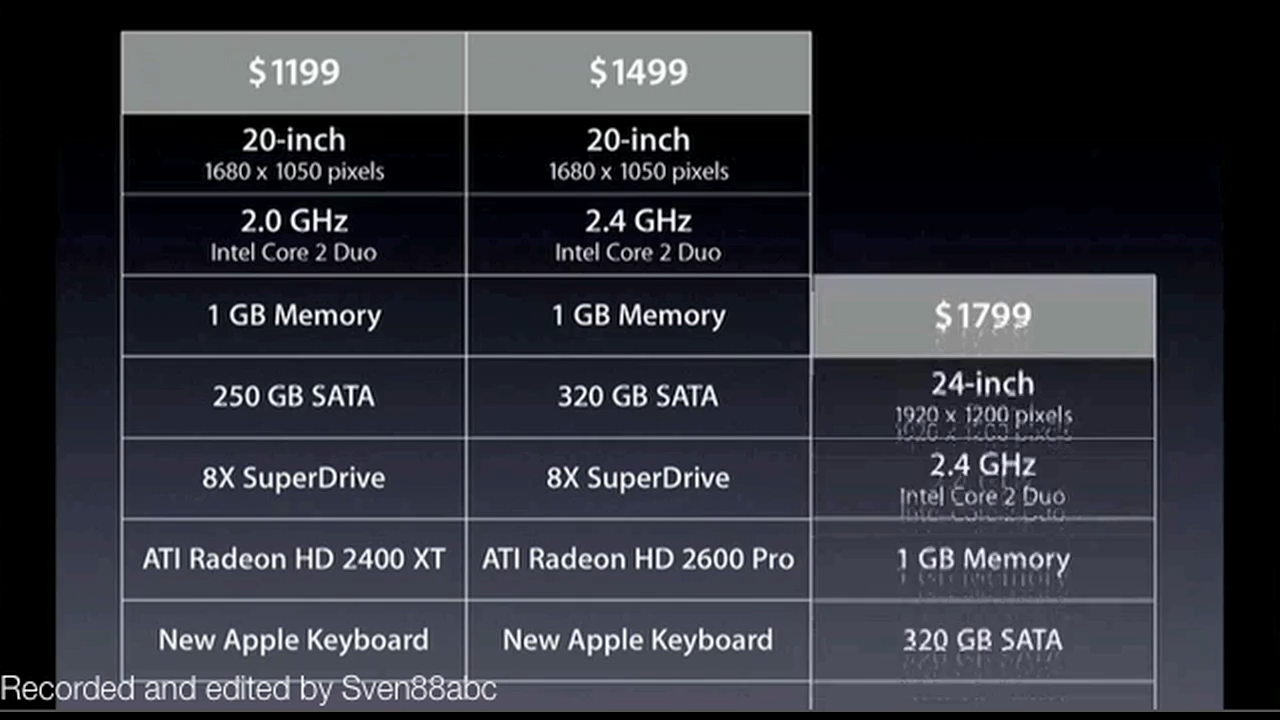 $1199
20-inch
1680 x 1050 pixels
2.0 GHz
Intel Core 2 Duo
1 GB Memory
250 GB SATA
8X SuperDrive
ATI Radeon HD 2400 XT
New Apple Keyboard
$1499
20-inch
1680 x 1050 pixels
2.4 GHz
Intel Core 2 Duo
1 GB Memory
320 GB SATA
8X SuperDrive
ATI Radeon HD 2600 Pro
New Apple Keyboard
$1799
24-inch
1920 x 1200 pixels
2.4 GHz
Intel Core 2 Duo
1 GB Memory
320 GB SATA
Recorded and edited by Sven88abc